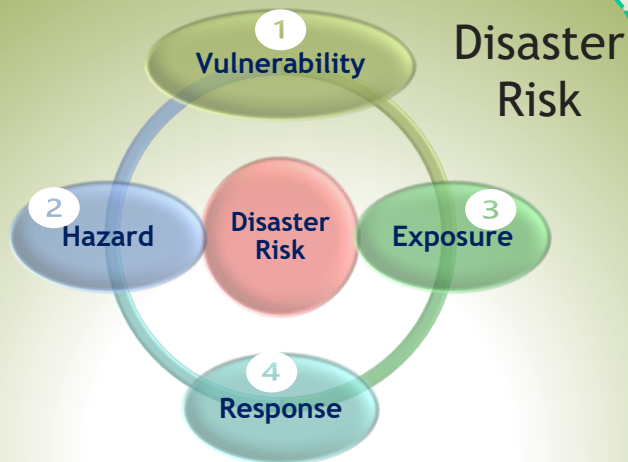 Disaster
Risk
1
Vulnerability
2
Hazard
Disaster
Risk
3
Exposure
4
Response